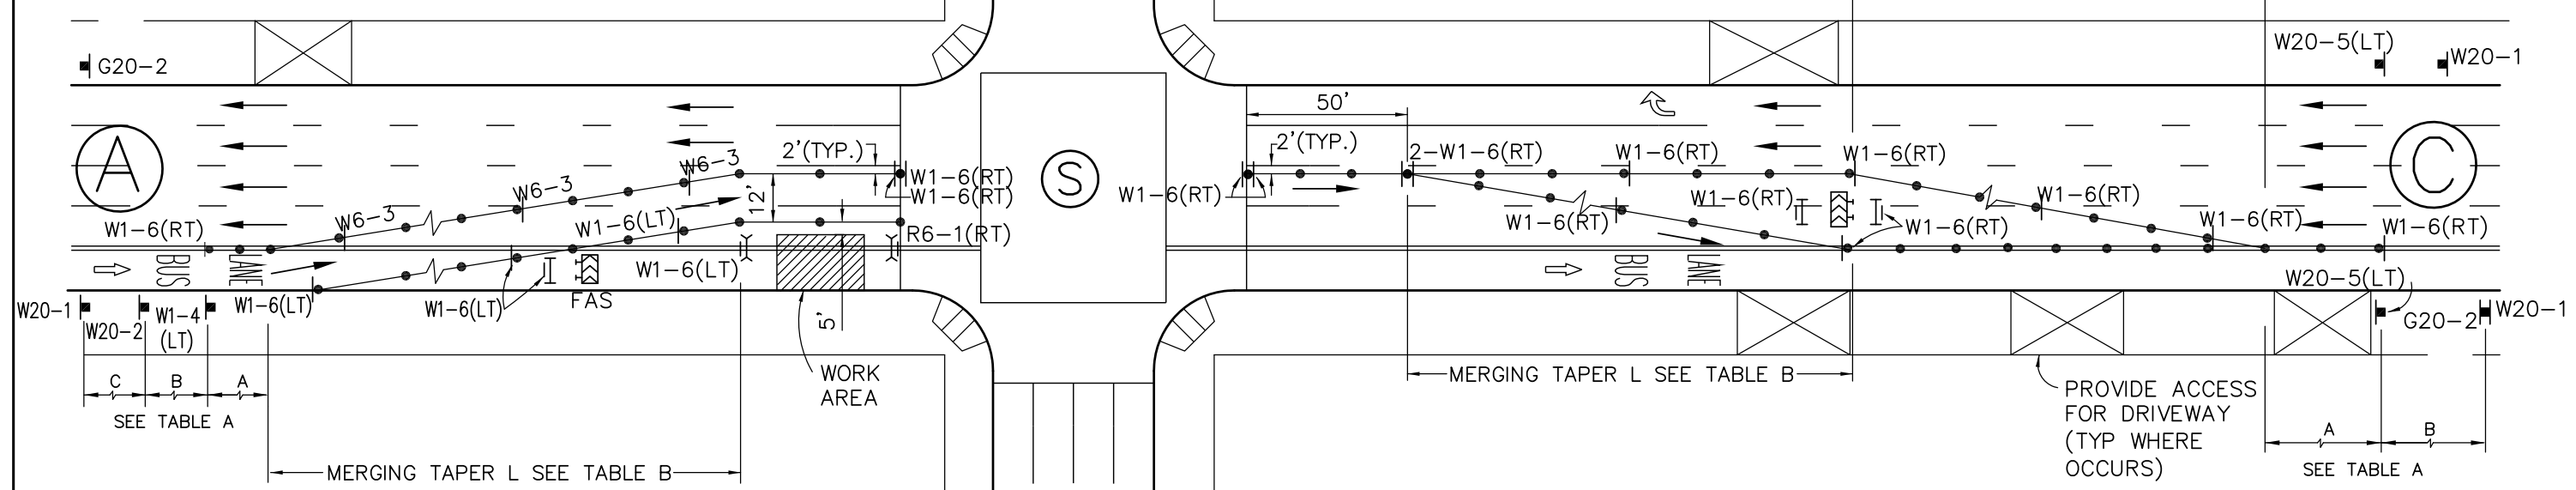 G20-2
W20-5(LT)
W20-1
50'
2'(TYP.)
2'(TYP.)
A
S
C
W6-3
W6-3
W6-3
W1-6(RT)
W1-6(RT)
W1-6(RT)
2-W1-6(RT)
W1-6(RT)
W1-6(RT)
12'
W1-6(LT)
W1-6(RT)
W1-6(RT)
W1-6(RT)
W1-6(RT)
W1-6(RT)
W1-6(RT)
W1-6(RT)
W1-6(RT)
R6-1(RT)
BUS
LANE
W1-6(LT)
BUS
LANE
W20-5(LT)
W20-1
W20-2
W1-4
(LT)
W1-6(LT)
W1-6(LT)
FAS
5'
G20-2
W20-1
WORK
AREA
C
B
A
SEE TABLE A
MERGING TAPER L SEE TABLE B
MERGING TAPER L SEE TABLE B
PROVIDE ACCESS
FOR DRIVEWAY
(TYP WHERE
OCCURS)
A
B
SEE TABLE A